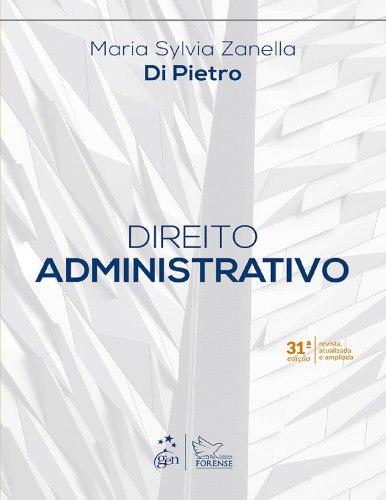 Maria Sylvia Zanella
Di Pietro
DIREITO
ADMINISTRATIVO
31ª
edição
revista,
atualizada
e ampliada
gen
FORENSE